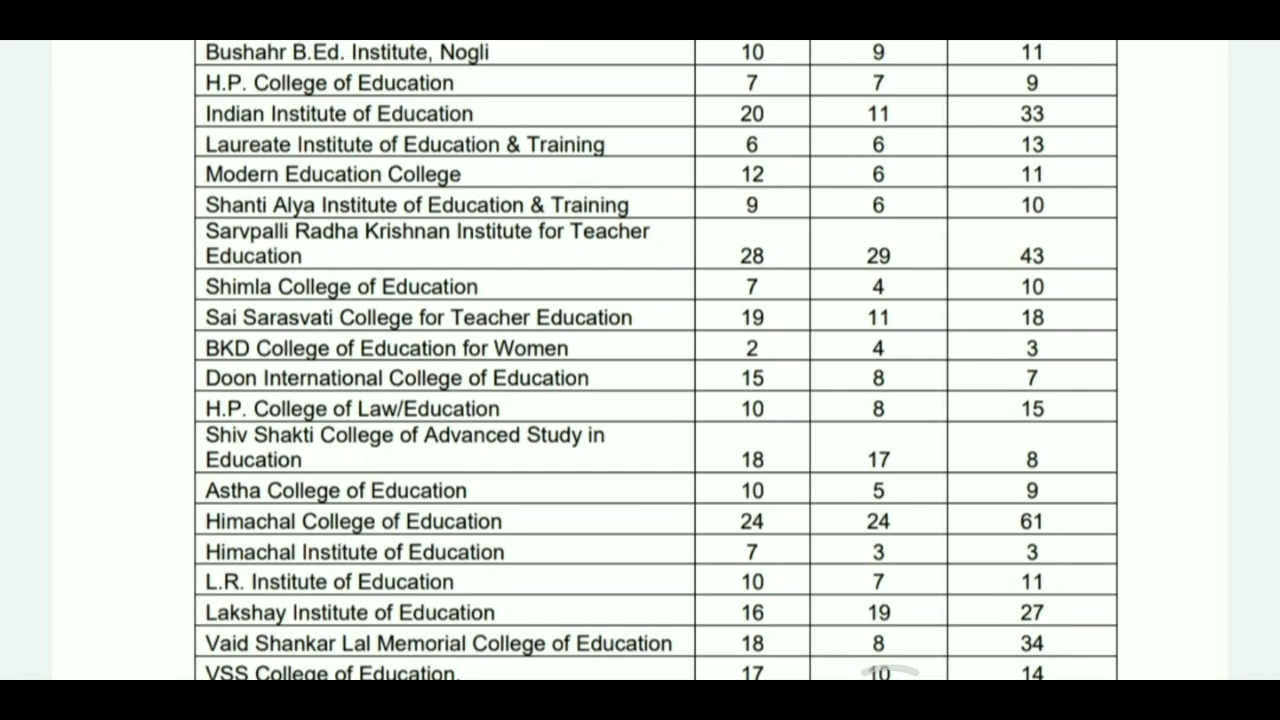 Bushahr B.Ed. Institute, Nogli 10 9 11
H.P. College of Education 7 7 9
Indian Institute of Education 20 11 33
Laureate Institute of Education & Training 6 6 13
Modern Education College 12 6 11
Shanti Alya Institute of Education & Training 9 6 10
Sarvpalli Radha Krishnan Institute for Teacher
Education 28 29 43
Shimla College of Education 7 4 10
Sai Sarasvati College for Teacher Education 19 11 18
BKD College of Education for Women 2 4 3
Doon International College of Education 15 8 7
H.P. College of Law/Education 10 8 15
Shiv Shakti College of Advanced Study in
Education 18 17 8
Astha College of Education 10 5 9
Himachal College of Education 24 24 61
Himachal Institute of Education 7 3 3
L.R. Institute of Education 10 7 11
Lakshay Institute of Education 16 19 27
Vaid Shankar Lal Memorial College of Education 18 8 34
VSS College of Education, 17 10 14